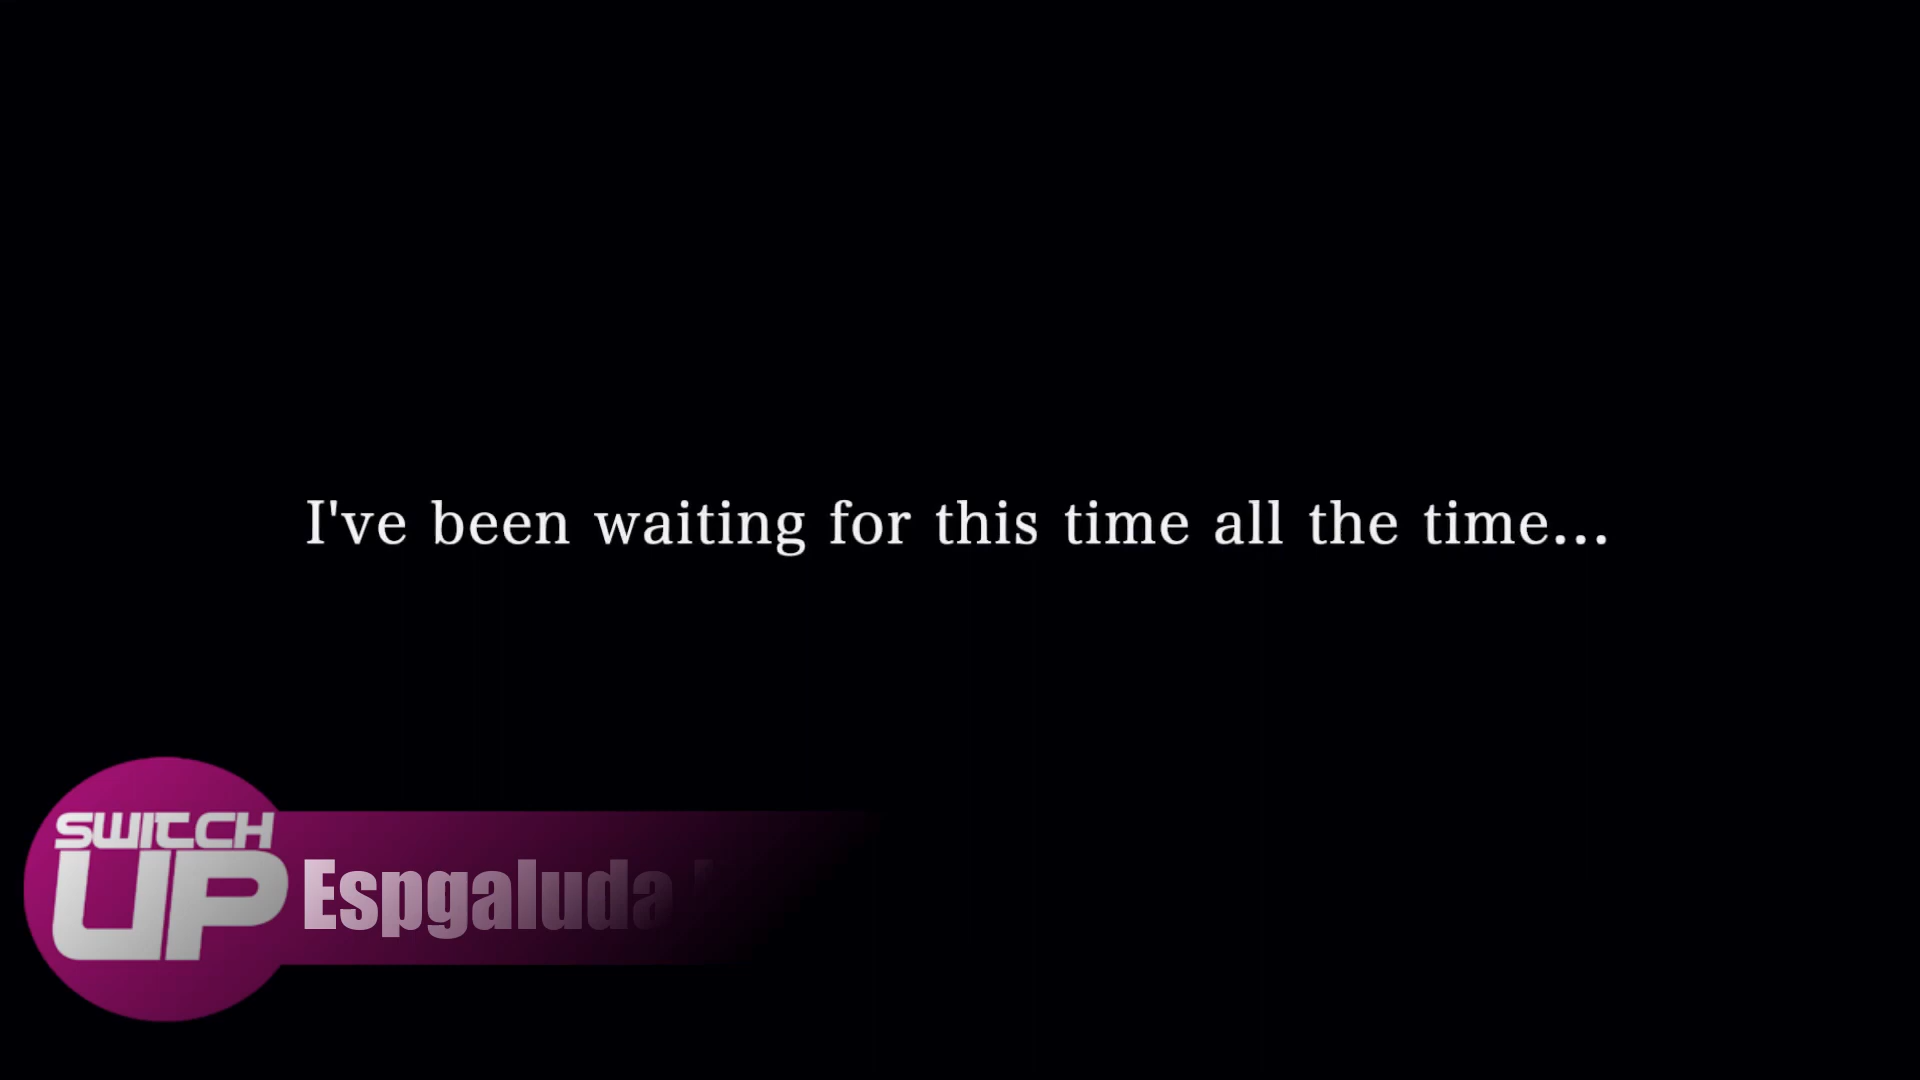 I've been waiting for this time all the time...
SWITCH
UP
Espgaluda